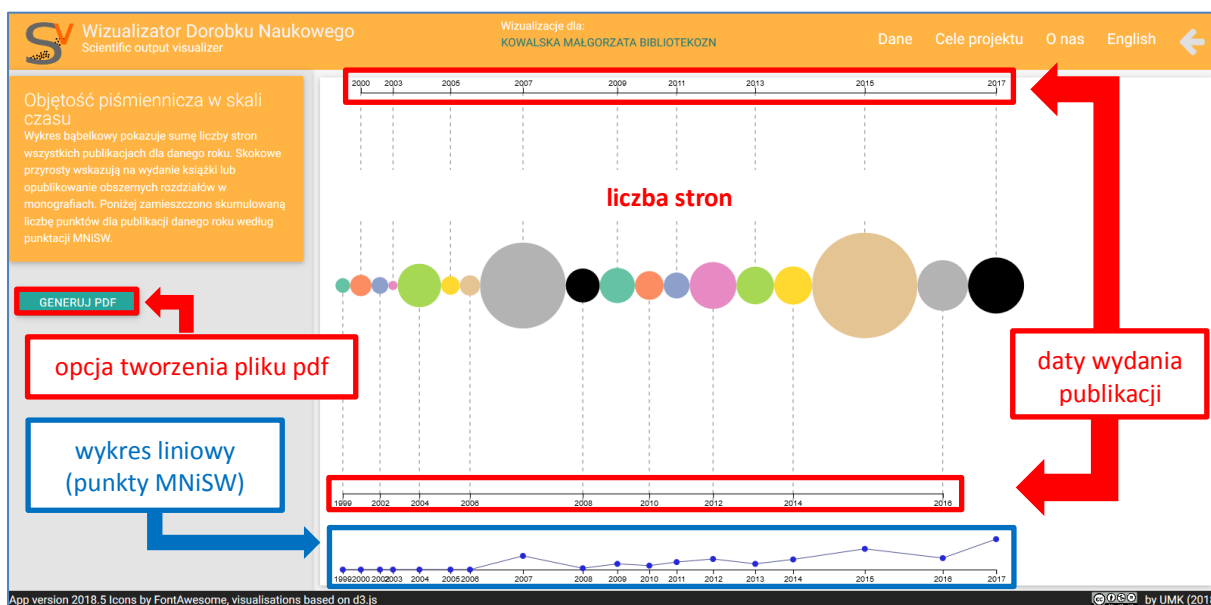 SV
Wizualizator Dorobku Naukowego
Scientific output visualizer
Wizualizacje dla:
KOWALSKA MAŁGORZATA BIBLIOTEKOZN
Dane Cele projektu O nas English
Objętość piśmiennicza w skali
czasu
Wykres bąbelkowy pokazuje sumę liczby stron
wszystkich publikacjach dla danego roku. Skokowe
przyrosty wskazują na wydanie książki lub
opublikowanie obszernych rozdziałów w
monografiach. Poniżej zamieszczono skumulowaną
liczbę punktów dla publikacji danego roku według
punktacji MNiSW.
GENERUJ PDF
opcja tworzenia pliku pdf
wykres liniowy
(punkty MNiSW)
2000 2003 2005 2007 2009 2011 2013 2015 2017
liczba stron
daty wydania
publikacji
1999 2002 2004 2006 2008 2010 2012 2014 2016
1999 2000 2002 2003 2004 2005 2006 2007 2008 2009 2010 2011 2012 2013 2014 2015 2016 2017
App version 2018.5 Icons by FontAwesome, visualisations based on d3.js
by UMK (2018